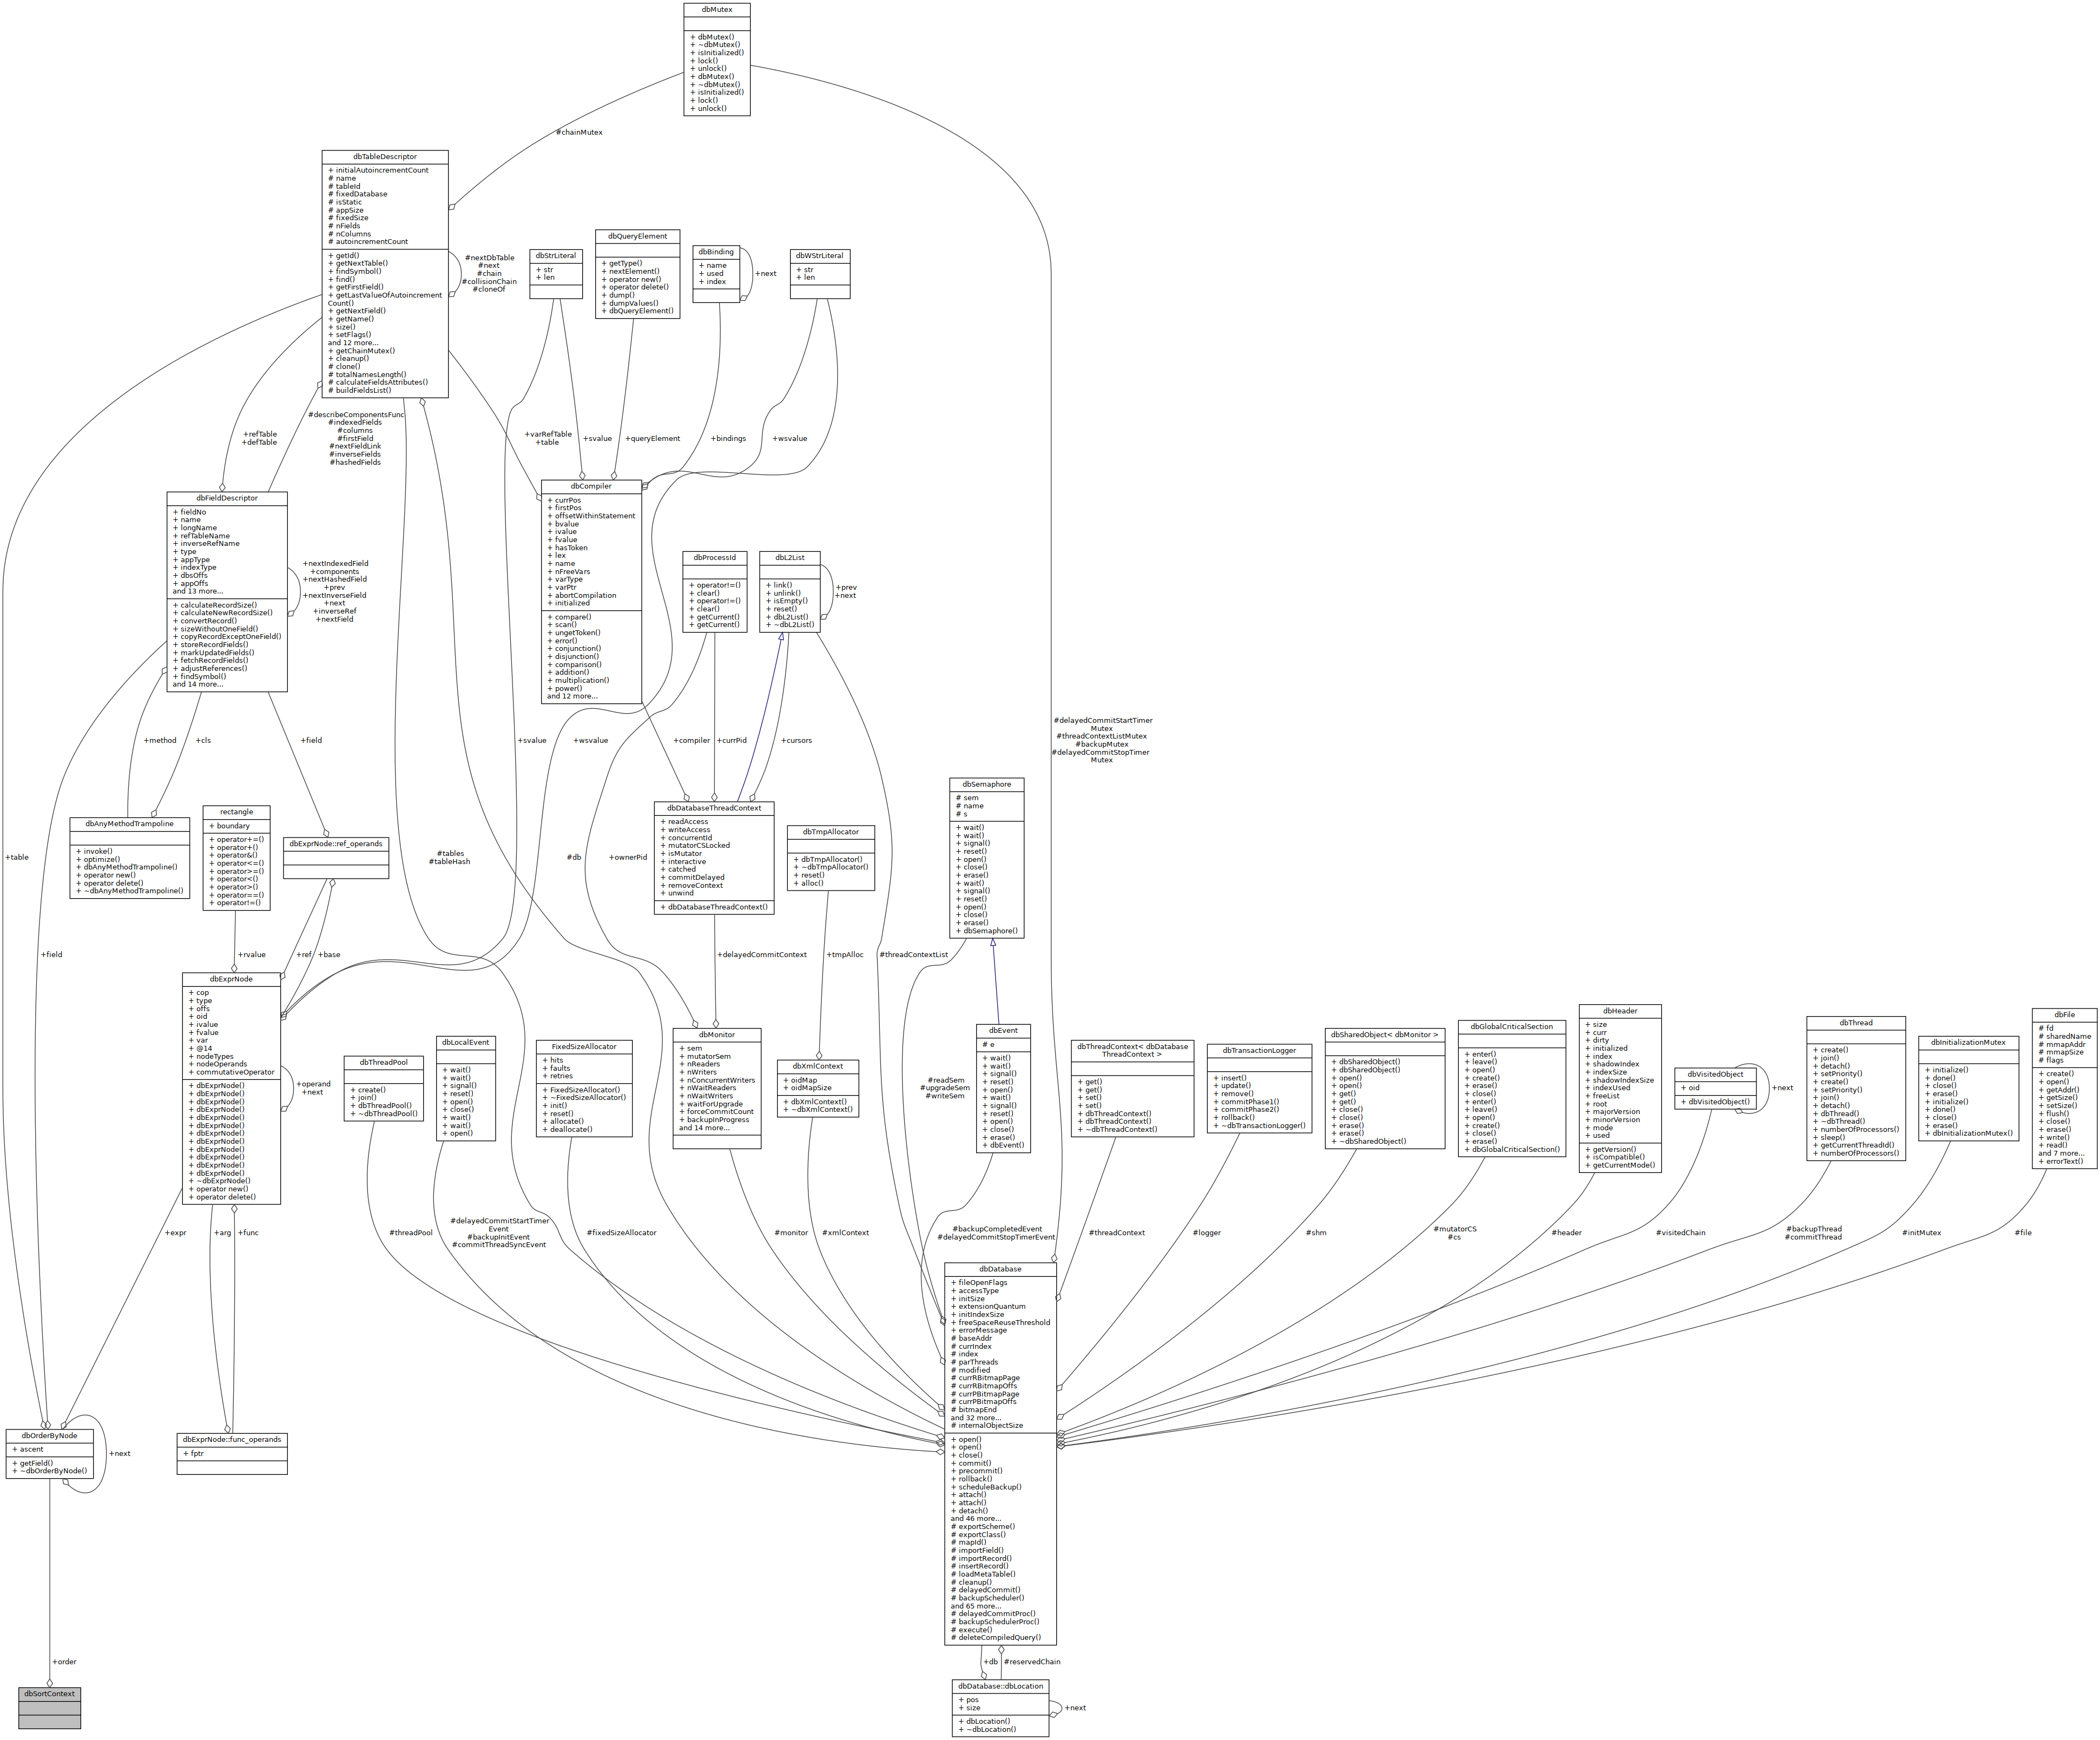 dbMutex
+ dbMutex()
+ ~dbMutex()
+ isInitialized()
+ lock()
+ unlock()
+ dbMutex()
+ ~dbMutex()
+ isInitialized()
+ lock()
+ unlock()
#chainMutex
dbTableDescriptor
+ initialAutoincrementCount
# name
# tableId
# fixedDatabase
# isStatic
# appSize
# fixedSize
# nFields
# nColumns
# autoincrementCount
+ getId()
+ getNextTable()
+ findSymbol()
+ find()
+ getFirstField()
+ getLastValueOfAutoincrement
Count()
+ getNextField()
+ getName()
+ size()
+ setFlags()
and 12 more...
+ getChainMutex()
+ cleanup()
# clone()
# totalNamesLength()
# calculateFieldsAttributes()
# buildFieldsList()
#nextDbTable
#next
#chain
#collisionChain
#cloneOf
dbStrLiteral
+ str
+ len
dbQueryElement
+ getType()
+ nextElement()
+ operator new()
+ operator delete()
+ dump()
+ dumpValues()
+ dbQueryElement()
dbBinding
+ name
+ used
+ index
+next
dbWStrLiteral
+ str
+ len
+refTable
+defTable
#describeComponentsFunc
#indexedFields
#columns
#firstField
#nextFieldLink
#inverseFields
#hashedFields
+varRefTable
+table
+svalue
+queryElement
+bindings
+wsvalue
dbFieldDescriptor
+ fieldNo
+ name
+ longName
+ refTableName
+ inverseRefName
+ type
+ appType
+ indexType
+ dbsOffs
+ appOffs
and 13 more...
+ calculateRecordSize()
+ calculateNewRecordSize()
+ convertRecord()
+ sizeWithoutOneField()
+ copyRecordExceptOneField()
+ storeRecordFields()
+ markUpdatedFields()
+ fetchRecordFields()
+ adjustReferences()
+ findSymbol()
and 14 more...
+nextIndexedField
+components
+nextHashedField
+prev
+nextInverseField
+next
+inverseRef
+nextField
dbCompiler
+ currPos
+ firstPos
+ offsetWithinStatement
+ bvalue
+ ivalue
+ fvalue
+ hasToken
+ lex
+ name
+ nFreeVars
+ varType
+ varPtr
+ abortCompilation
+ initialized
+ compare()
+ scan()
+ ungetToken()
+ error()
+ conjunction()
+ disjunction()
+ comparison()
+ addition()
+ multiplication()
+ power()
and 12 more...
dbProcessId
+ operator!=()
+ clear()
+ operator!=()
+ clear()
+ getCurrent()
+ getCurrent()
dbL2List
+ link()
+ unlink()
+ isEmpty()
+ reset()
+ dbL2List()
+ ~dbL2List()
+prev
+next
#delayedCommitStartTimer
Mutex
#threadContextListMutex
#backupMutex
#delayedCommitStopTimer
Mutex
+method
+cls
+field
+svalue
+wsvalue
+compiler
+currPid
+cursors
dbAnyMethodTrampoline
+ invoke()
+ optimize()
+ dbAnyMethodTrampoline()
+ operator new()
+ operator delete()
+ ~dbAnyMethodTrampoline()
rectangle
+ boundary
+ operator+=()
+ operator+()
+ operator&()
+ operator<=()
+ operator>=()
+ operator<()
+ operator>()
+ operator==()
+ operator!=()
dbExprNode::ref_operands
dbDatabaseThreadContext
+ readAccess
+ writeAccess
+ concurrentId
+ mutatorCSLocked
+ isMutator
+ interactive
+ catched
+ commitDelayed
+ removeContext
+ unwind
+ dbDatabaseThreadContext()
dbTmpAllocator
+ dbTmpAllocator()
+ ~dbTmpAllocator()
+ reset()
+ alloc()
dbSemaphore
# sem
# name
# s
+ wait()
+ wait()
+ signal()
+ reset()
+ open()
+ close()
+ erase()
+ wait()
+ signal()
+ reset()
+ open()
+ close()
+ erase()
+ dbSemaphore()
+table
#tables
#tableHash
#db
+ownerPid
+field
+rvalue
+ref
+base
+delayedCommitContext
+tmpAlloc
#threadContextList
dbExprNode
+ cop
+ type
+ offs
+ oid
+ ivalue
+ fvalue
+ var
+ @14
+ nodeTypes
+ nodeOperands
+ commutativeOperator
+ dbExprNode()
+ dbExprNode()
+ dbExprNode()
+ dbExprNode()
+ dbExprNode()
+ dbExprNode()
+ dbExprNode()
+ dbExprNode()
+ dbExprNode()
+ dbExprNode()
+ dbExprNode()
+ dbExprNode()
+ ~dbExprNode()
+ operator new()
+ operator delete()
+operand
+next
dbThreadPool
+ create()
+ join()
+ dbThreadPool()
+ ~dbThreadPool()
dbLocalEvent
+ wait()
+ wait()
+ signal()
+ reset()
+ open()
+ close()
+ wait()
+ wait()
+ open()
FixedSizeAllocator
+ hits
+ faults
+ retries
+ FixedSizeAllocator()
+ ~FixedSizeAllocator()
+ init()
+ reset()
+ allocate()
+ deallocate()
dbMonitor
+ sem
+ mutatorSem
+ nReaders
+ nWriters
+ nConcurrentWriters
+ nWaitReaders
+ nWaitWriters
+ waitForUpgrade
+ forceCommitCount
+ backupInProgress
and 14 more...
dbXmlContext
+ oidMap
+ oidMapSize
+ dbXmlContext()
+ ~dbXmlContext()
#readSem
#upgradeSem
#writeSem
dbEvent
# e
+ wait()
+ wait()
+ signal()
+ reset()
+ open()
+ wait()
+ signal()
+ reset()
+ open()
+ close()
+ erase()
+ dbEvent()
dbThreadContext< dbDatabase
ThreadContext >
+ get()
+ get()
+ set()
+ set()
+ dbThreadContext()
+ dbThreadContext()
+ ~dbThreadContext()
dbTransactionLogger
+ insert()
+ update()
+ remove()
+ commitPhase1()
+ commitPhase2()
+ rollback()
+ ~dbTransactionLogger()
dbSharedObject< dbMonitor >
+ dbSharedObject()
+ dbSharedObject()
+ open()
+ open()
+ get()
+ get()
+ close()
+ close()
+ erase()
+ erase()
+ ~dbSharedObject()
dbGlobalCriticalSection
+ enter()
+ leave()
+ open()
+ create()
+ erase()
+ close()
+ enter()
+ leave()
+ open()
+ create()
+ close()
+ erase()
+ dbGlobalCriticalSection()
dbHeader
+ size
+ curr
+ dirty
+ initialized
+ index
+ shadowIndex
+ indexSize
+ shadowIndexSize
+ indexUsed
+ freeList
+ root
+ majorVersion
+ minorVersion
+ mode
+ used
+ getVersion()
+ isCompatible()
+ getCurrentMode()
dbVisitedObject
+ oid
+ dbVisitedObject()
+next
dbThread
+ create()
+ join()
+ detach()
+ setPriority()
+ create()
+ setPriority()
+ join()
+ detach()
+ dbThread()
+ ~dbThread()
+ numberOfProcessors()
+ sleep()
+ getCurrentThreadId()
+ numberOfProcessors()
dbInitializationMutex
+ initialize()
+ done()
+ close()
+ erase()
+ initialize()
+ done()
+ close()
+ erase()
+ dbInitializationMutex()
dbFile
# fd
# sharedName
# mmapAddr
# mmapSize
# flags
+ create()
+ open()
+ getAddr()
+ getSize()
+ setSize()
+ flush()
+ close()
+ erase()
+ write()
+ read()
and 7 more...
+ errorText()
+expr
+arg
+func
#threadPool
#delayedCommitStartTimer
Event
#backupInitEvent
#commitThreadSyncEvent
#fixedSizeAllocator
#monitor
#xmlContext
#backupCompletedEvent
#delayedCommitStopTimerEvent
#threadContext
#logger
#shm
#mutatorCS
#cs
#header
#visitedChain
#backupThread
#commitThread
#initMutex
#file
dbDatabase
+ fileOpenFlags
+ accessType
+ initSize
+ extensionQuantum
+ initIndexSize
+ freeSpaceReuseThreshold
+ errorMessage
# baseAddr
# currIndex
# index
# parThreads
# modified
# currRBitmapPage
# currRBitmapOffs
# currPBitmapPage
# currPBitmapOffs
# bitmapEnd
and 32 more...
# internalObjectSize
+ open()
+ open()
+ close()
+ commit()
+ precommit()
+ rollback()
+ scheduleBackup()
+ attach()
+ attach()
+ detach()
and 46 more...
# exportScheme()
# exportClass()
# mapId()
# importField()
# importRecord()
# insertRecord()
# loadMetaTable()
# cleanup()
# delayedCommit()
# backupScheduler()
and 65 more...
# delayedCommitProc()
# backupSchedulerProc()
# execute()
# deleteCompiledQuery()
dbOrderByNode
+ ascent
+ getField()
+ ~dbOrderByNode()
+next
dbExprNode::func_operands
+ fptr
+order
+db
#reservedChain
dbSortContext
dbDatabase::dbLocation
+ pos
+ size
+ dbLocation()
+ ~dbLocation()
+next